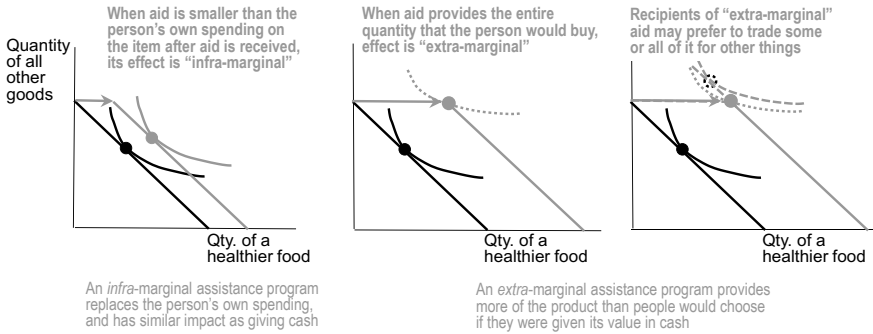 When aid is smaller than the
person's own spending on
the item after aid is received,
its effect is “infra-marginal”
When aid provides the entire
quantity that the person would buy,
effect is “extra-marginal”
Recipients of “extra-marginal”
aid may prefer to trade some
or all of it for other things
Quantity
of all
other
goods
Qty. of a
healthier food
Qty. of a
healthier food
Qty. of a
healthier food
An infra-marginal assistance program
replaces the person's own spending,
and has similar impact as giving cash
An extra-marginal assistance program provides
more of the product than people would choose
if they were given its value in cash